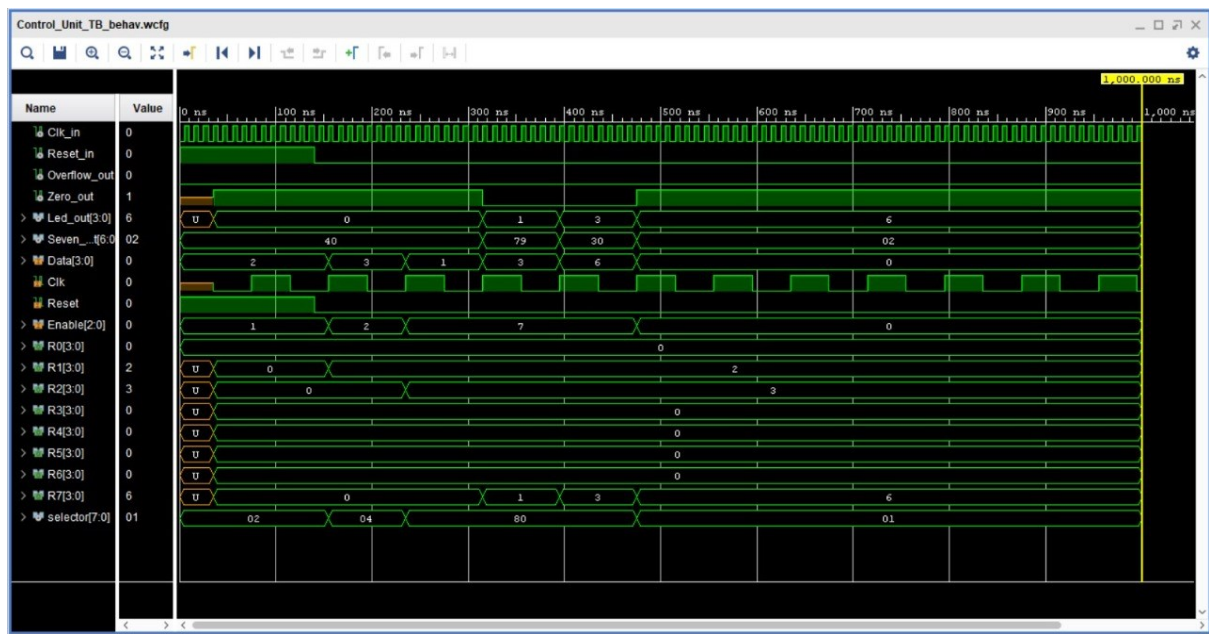 Control_Unit_TB_behav.wcfg
1,000.000 ns
Name Value 0 ns 100 ns 200 ns 300 ns 400 ns 500 ns 600 ns 700 ns 800 ns 900 ns 1,000 ns
Clk_in 0
Reset_in 0
Overflow_out 0
Zero_out 1
Led_out[3:0] 6 U 0 1 3 6
Seven_...t[6:0 02 40 79 30 02
Data[3:0] 0 2 3 1 3 6 0
Clk 0
Reset 0
Enable[2:0] 0 1 2 7 0
R0[3:0] 0 0
R1[3:0] 2 U 0 2
R2[3:0] 3 U 0 3
R3[3:0] 0 U 0
R4[3:0] 0 U 0
R5[3:0] 0 U 0
R6[3:0] 0 U 0
R7[3:0] 6 U 0 1 3 6
selector[7:0] 01 02 04 80 01